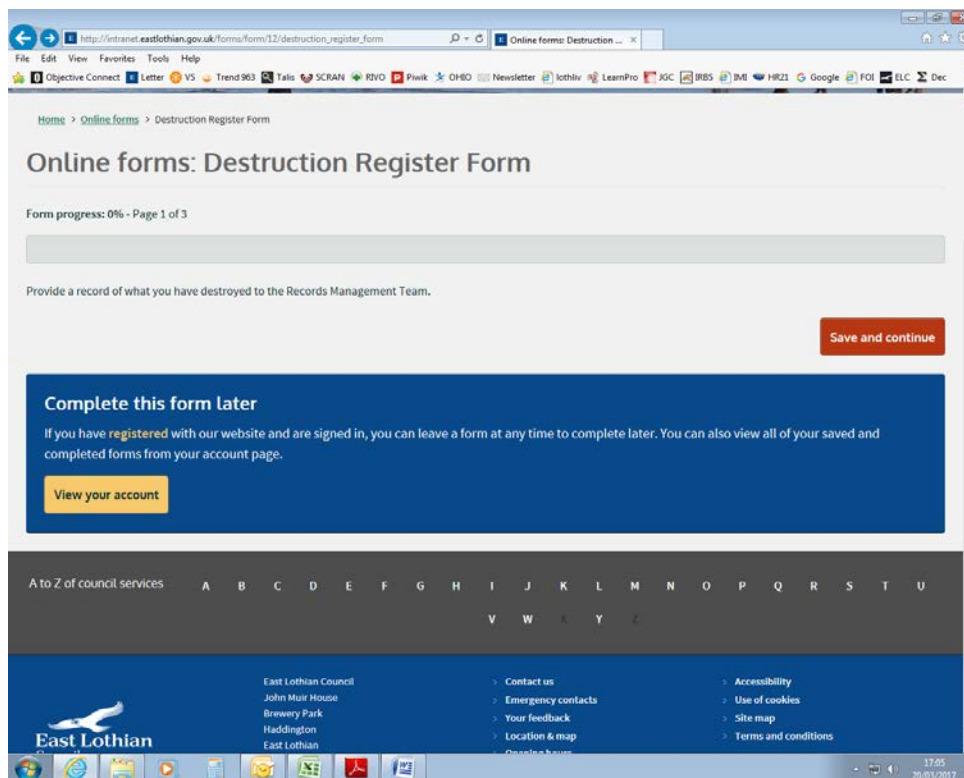 http://intranet.eastlothian.gov.uk/forms/form/12/destruction_register_form
Online forms: Destruction ...
File Edit View Favorites Tools Help
Objective Connect Letter VS Trend 963 Talis SCRAN RIVO Piwik OHIO Newsletter lothliv LearnPro JGC IRBS IMI HR21 Google FOI ELC Dec
Home > Online forms > Destruction Register Form
Online forms: Destruction Register Form
Form progress: 0% - Page 1 of 3
Provide a record of what you have destroyed to the Records Management Team.
Save and continue
Complete this form later
If you have registered with our website and are signed in, you can leave a form at any time to complete later. You can also view all of your saved and
completed forms from your account page.
View your account
A to Z of council services A B C D E F G H I J K L M N O P Q R S T U
V W X Y Z
East Lothian Council
John Muir House
Brewery Park
Haddington
East Lothian
Contact us
Emergency contacts
Your feedback
Location & map
Opening hours
Accessibility
Use of cookies
Site map
Terms and conditions
East Lothian
17:05
20/03/2017